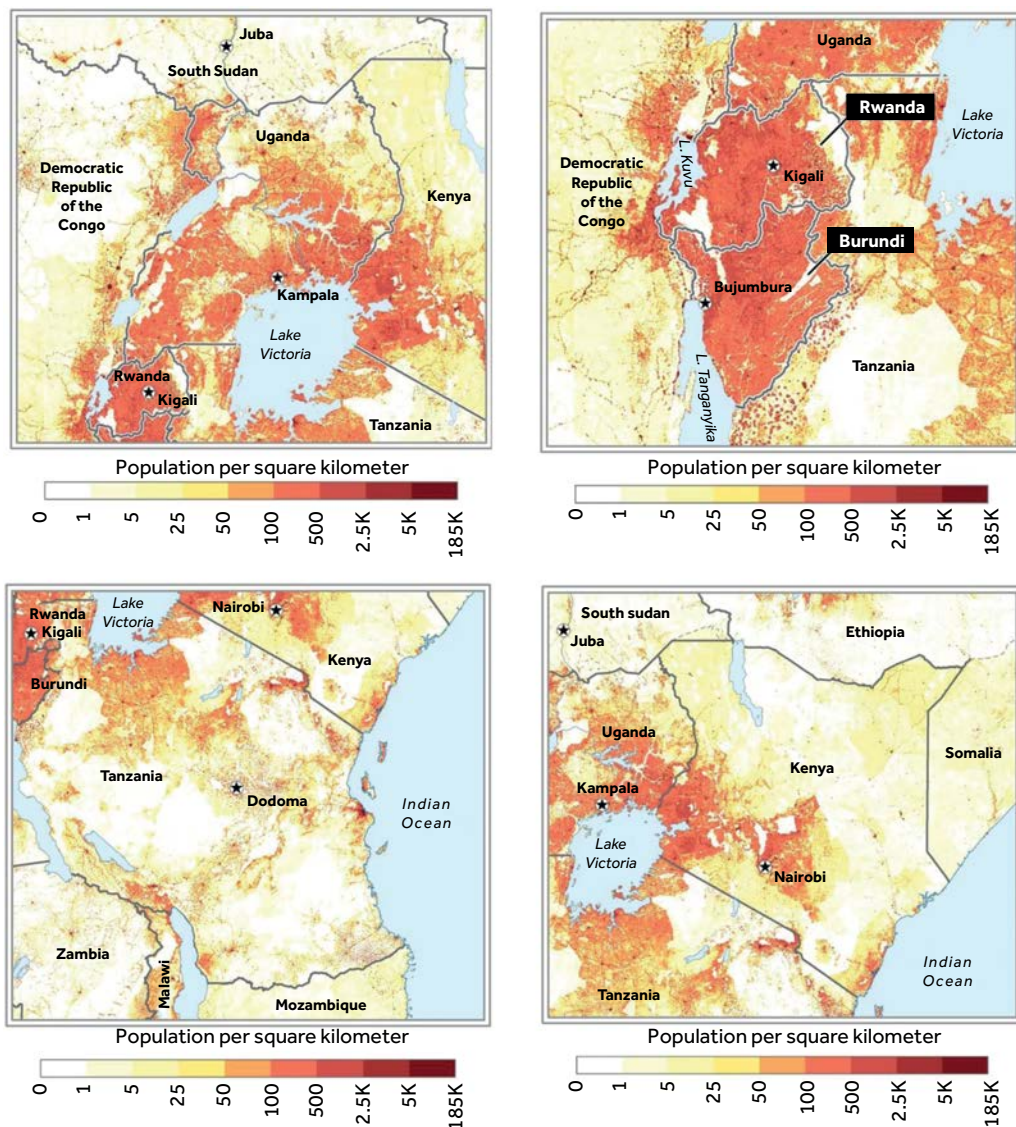 Juba
South Sudan
Uganda
Democratic
Republic
of the
Congo
Kenya
Kampala
Lake
Victoria
Rwanda
Kigali
Tanzania
Population per square kilometer
0 1 5 25 50 100 500 2.5K 5K 185K
Uganda
Rwanda
Lake
Victoria
L. Kuvu
Democratic
Republic
of the
Congo
Kigali
Burundi
Bujumbura
L. Tanganyika
Tanzania
Population per square kilometer
0 1 5 25 50 100 500 2.5K 5K 185K
Rwanda
Kigali
Lake
Victoria
Nairobi
Kenya
Burundi
Tanzania
Dodoma
Indian
Ocean
Zambia
Malawi
Mozambique
Population per square kilometer
0 1 5 25 50 100 500 2.5K 5K 185K
South sudan
Juba
Ethiopia
Uganda
Kenya
Somalia
Kampala
Lake
Victoria
Nairobi
Indian
Ocean
Tanzania
Population per square kilometer
0 1 5 25 50 100 500 2.5K 5K 185K